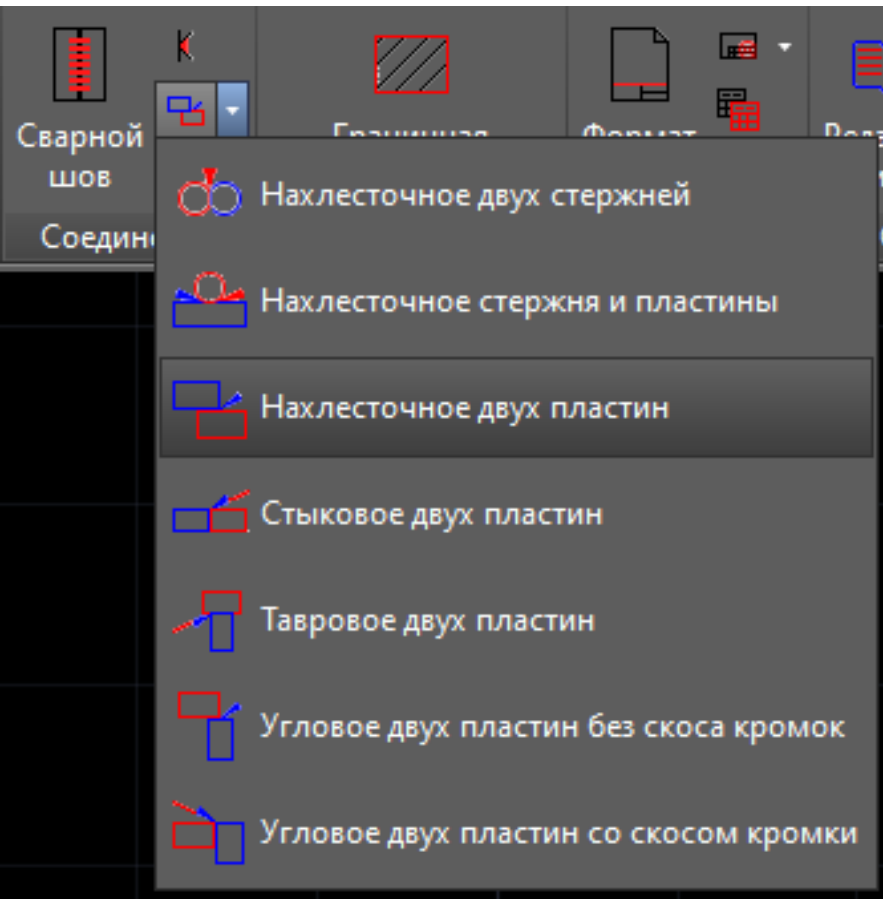 Сварной
шов
Формат
Нахлесточное двух стержней
Нахлесточное стержня и пластины
Нахлесточное двух пластин
Стыковое двух пластин
Тавровое двух пластин
Угловое двух пластин без скоса кромок
Угловое двух пластин со скосом кромки